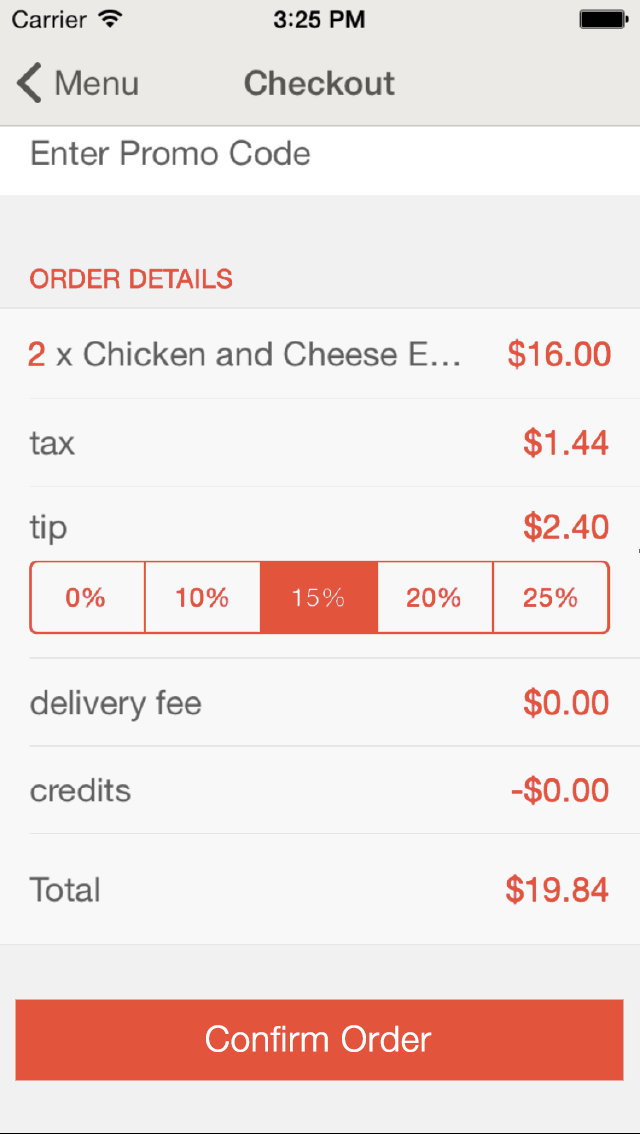 Carrier 3:25 PM
Menu Checkout
Enter Promo Code
ORDER DETAILS
2 x Chicken and Cheese E... $16.00
tax $1.44
tip $2.40
0% 10% 15% 20% 25%
delivery fee $0.00
credits -$0.00
Total $19.84
Confirm Order